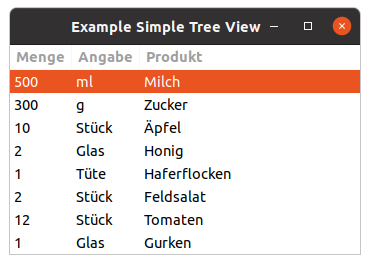 Example Simple Tree View
Menge Angabe Produkt
500 ml Milch
300 g Zucker
10 Stück Äpfel
2 Glas Honig
1 Tüte Haferflocken
2 Stück Feldsalat
12 Stück Tomaten
1 Glas Gurken